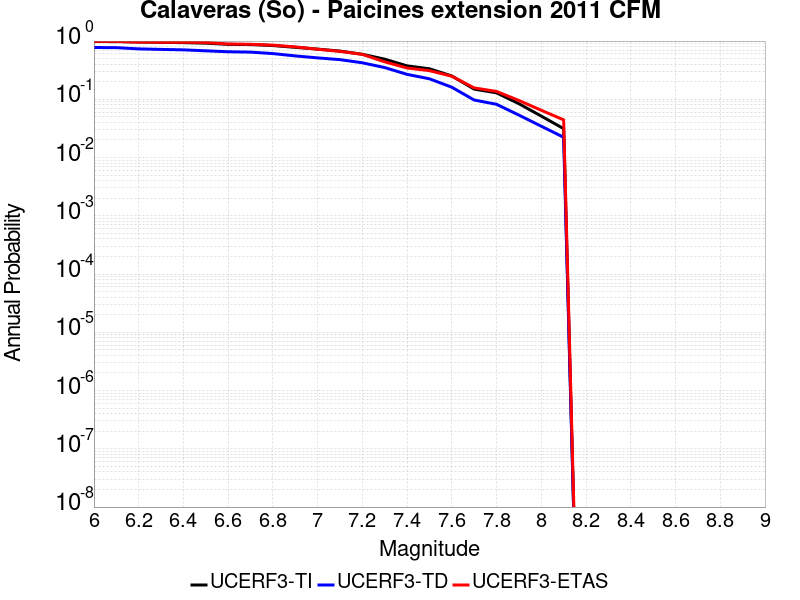 Calaveras (So) - Paicines extension 2011 CFM
Annual Probability
10^0
10^-1
10^-2
10^-3
10^-4
10^-5
10^-6
10^-7
10^-8
6 6.2 6.4 6.6 6.8 7 7.2 7.4 7.6 7.8 8 8.2 8.4 8.6 8.8 9
Magnitude
UCERF3-TI UCERF3-TD UCERF3-ETAS